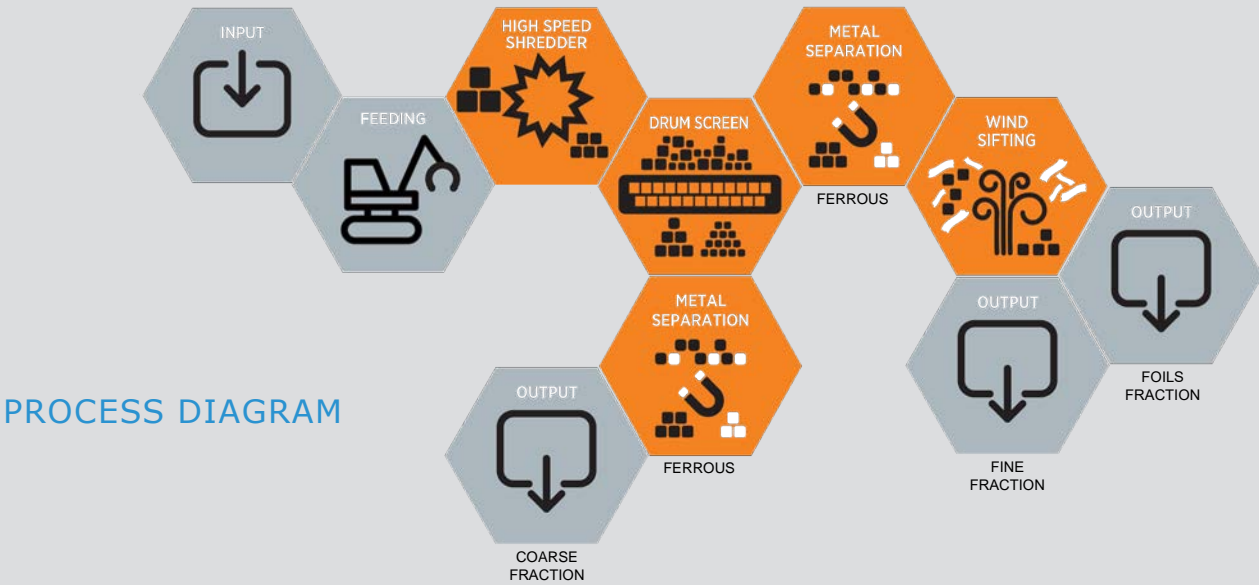 INPUT
FEEDING
HIGH SPEED
SHREDDER
DRUM SCREEN
METAL
SEPARATION
FERROUS
WIND
SIFTING
OUTPUT
FOILS
FRACTION
OUTPUT
FINE
FRACTION
METAL
SEPARATION
FERROUS
OUTPUT
COARSE
FRACTION
PROCESS DIAGRAM